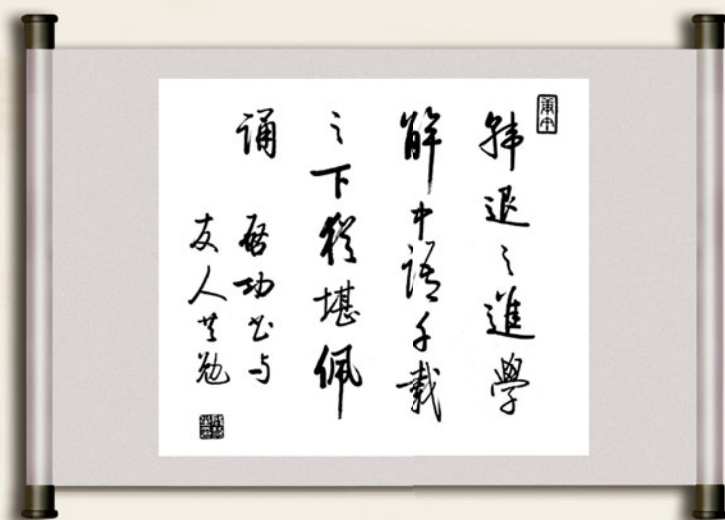 韩退之進學
解中語千載
之下猶堪佩
诵 启功书与
友人共勉